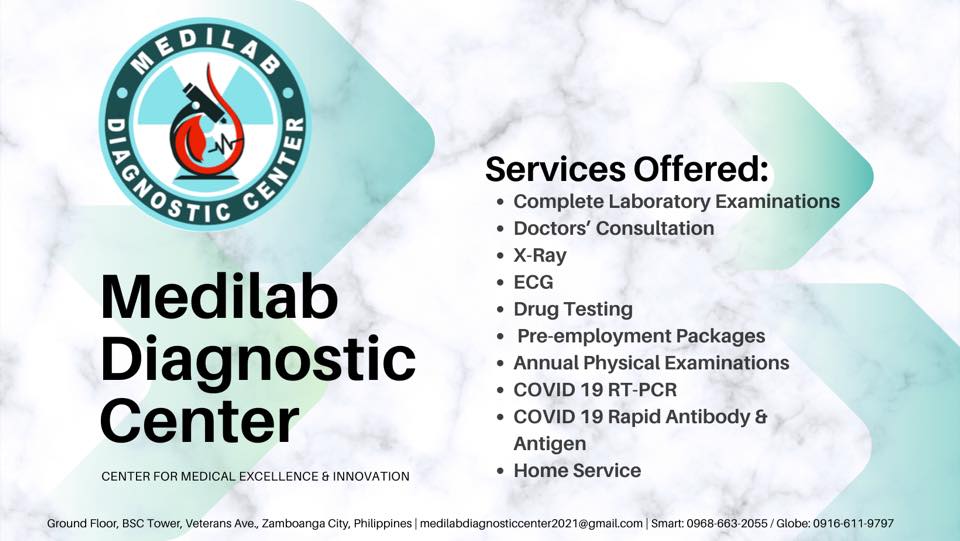 MEDILAB
DIAGNOSTIC CENTER
Medilab
Diagnostic
Center
CENTER FOR MEDICAL EXCELLENCE & INNOVATION
Services Offered:
• Complete Laboratory Examinations
• Doctors’ Consultation
• X-Ray
• ECG
• Drug Testing
• Pre-employment Packages
• Annual Physical Examinations
• COVID 19 RT-PCR
• COVID 19 Rapid Antibody &
Antigen
• Home Service
Ground Floor, BSC Tower, Veterans Ave., Zamboanga City, Philippines | medilabdiagnosticcenter2021@gmail.com | Smart: 0968-663-2055 / Globe: 0916-611-9797